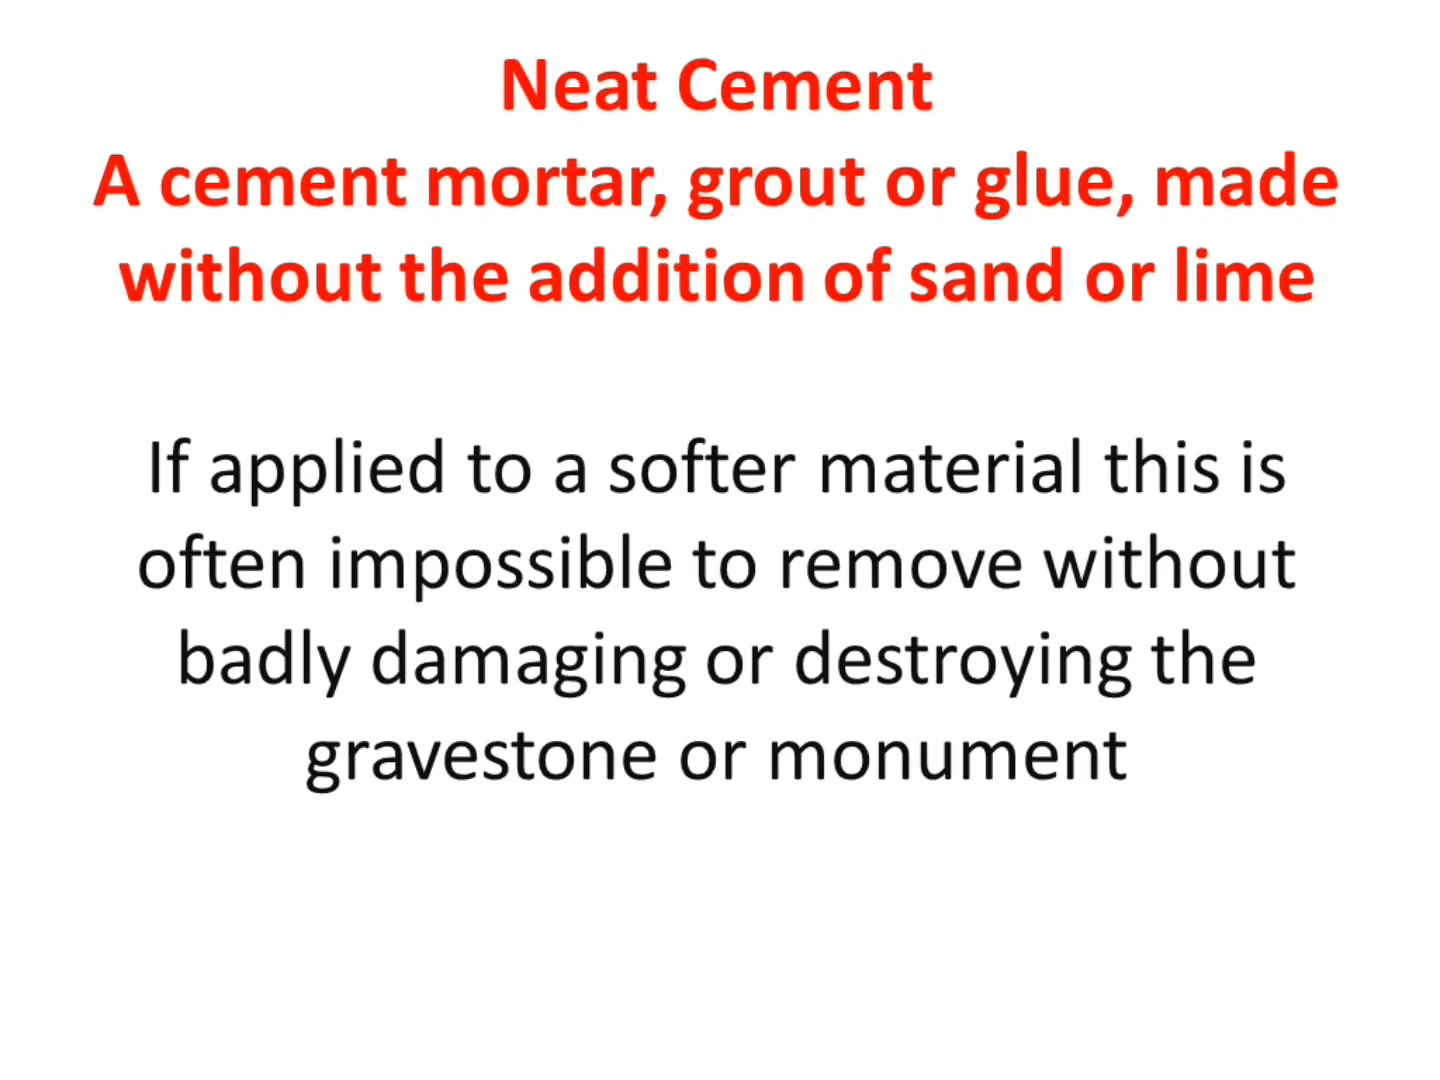 Neat Cement
A cement mortar, grout or glue, made
without the addition of sand or lime
If applied to a softer material this is
often impossible to remove without
badly damaging or destroying the
gravestone or monument